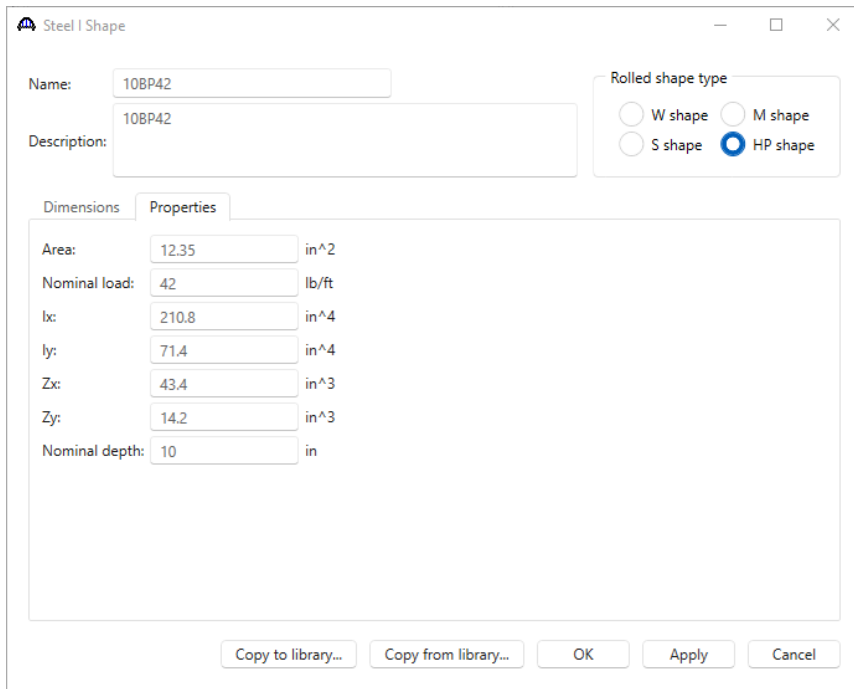 Steel I Shape
Name: 10BP42
Description: 10BP42
Rolled shape type
W shape M shape
S shape HP shape
Dimensions Properties
Area: 12.35 in^2
Nominal load: 42 lb/ft
Ix: 210.8 in^4
Iy: 71.4 in^4
Zx: 43.4 in^3
Zy: 14.2 in^3
Nominal depth: 10 in
Copy to library... Copy from library... OK Apply Cancel